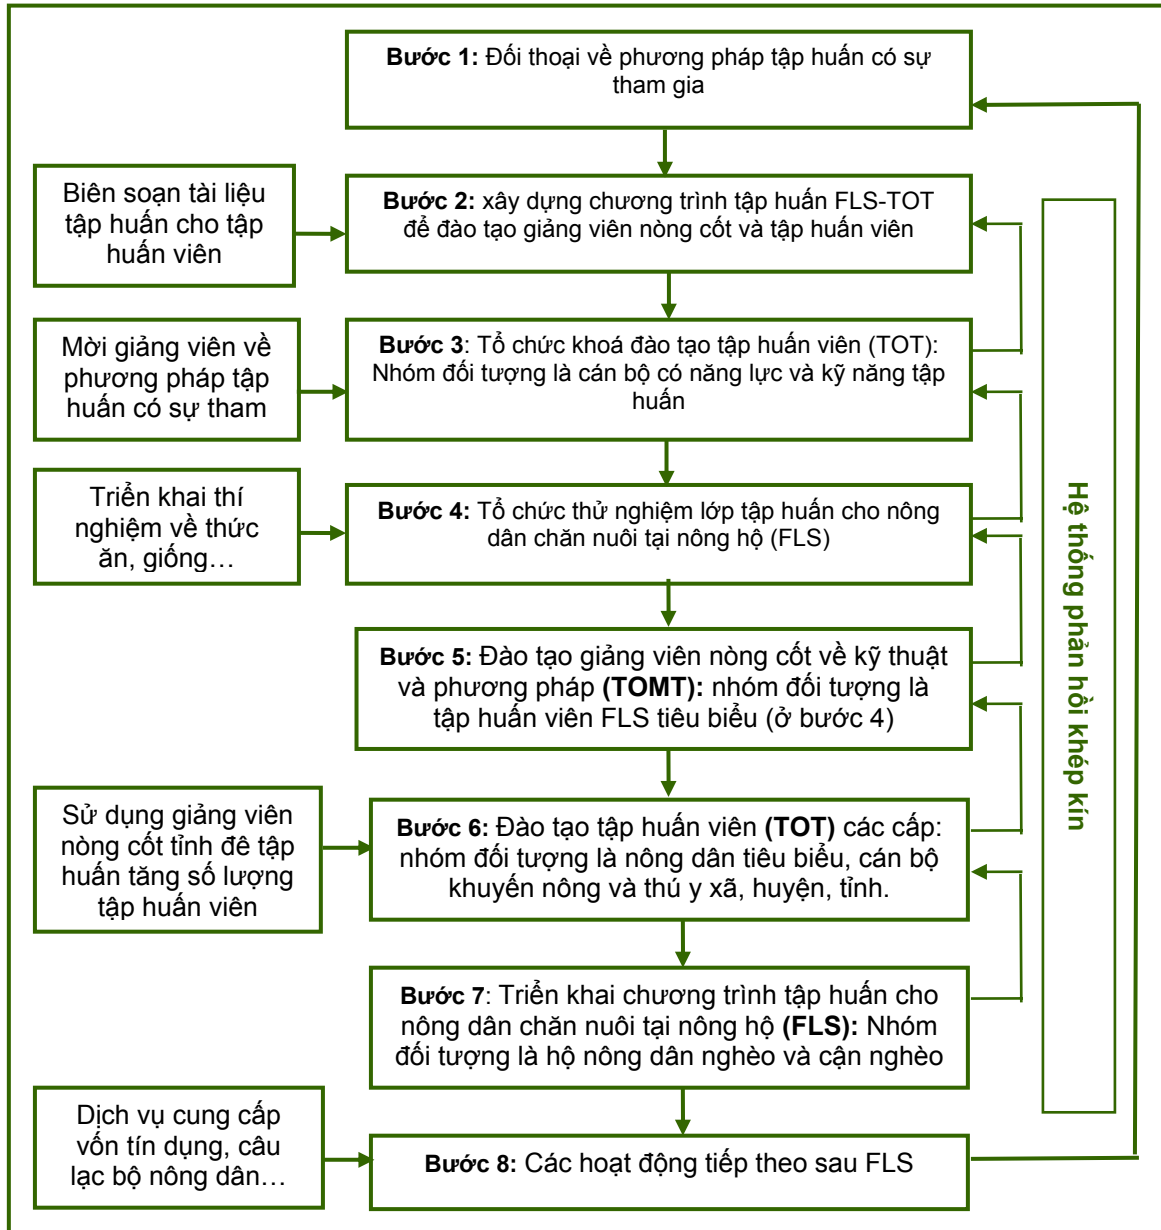 Bước 1: Đối thoại về phương pháp tập huấn có sự
tham gia
Biên soạn tài liệu
tập huấn cho tập
huấn viên
Bước 2: xây dựng chương trình tập huấn FLS-TOT
để đào tạo giảng viên nòng cốt và tập huấn viên
Mời giảng viên về
phương pháp tập
huấn có sự tham
Bước 3: Tổ chức khoá đào tạo tập huấn viên (TOT):
Nhóm đối tượng là cán bộ có năng lực và kỹ năng tập
huấn
Triển khai thí
nghiệm về thức
ăn, giống…
Bước 4: Tổ chức thử nghiệm lớp tập huấn cho nông
dân chăn nuôi tại nông hộ (FLS)
Bước 5: Đào tạo giảng viên nòng cốt về kỹ thuật
và phương pháp (TOMT): nhóm đối tượng là
tập huấn viên FLS tiêu biểu (ở bước 4)
Sử dụng giảng viên
nòng cốt tỉnh đê tập
huấn tăng số lượng
tập huấn viên
Bước 6: Đào tạo tập huấn viên (TOT) các cấp:
nhóm đối tượng là nông dân tiêu biểu, cán bộ
khuyến nông và thú y xã, huyện, tỉnh.
Bước 7: Triển khai chương trình tập huấn cho
nông dân chăn nuôi tại nông hộ (FLS): Nhóm
đối tượng là hộ nông dân nghèo và cận nghèo
Dịch vụ cung cấp
vốn tín dụng, câu
lạc bộ nông dân…
Bước 8: Các hoạt động tiếp theo sau FLS
Hệ thống phản hồi khép kín